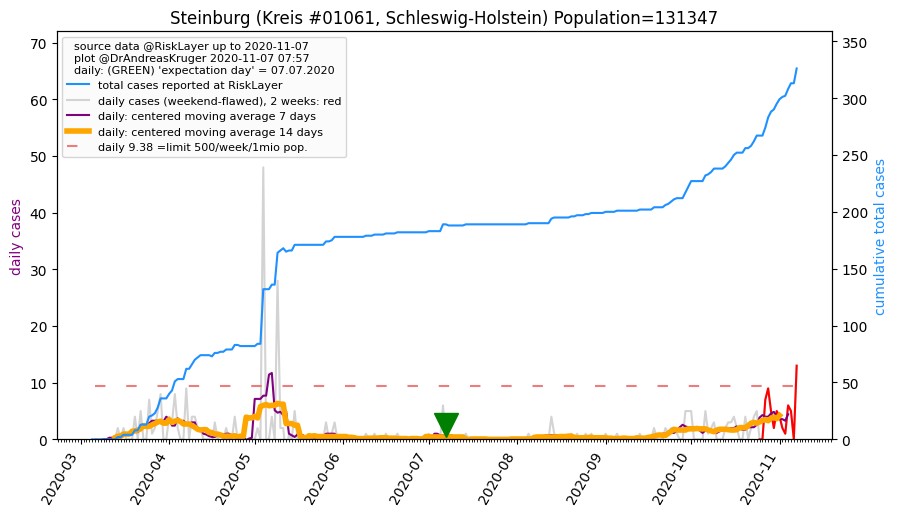 Steinburg (Kreis #01061, Schleswig-Holstein) Population=131347
source data @RiskLayer up to 2020-11-07
plot @DrAndreasKruger 2020-11-07 07:57
daily: (GREEN) 'expectation day' = 07.07.2020
total cases reported at RiskLayer
daily cases (weekend-flawed), 2 weeks: red
daily: centered moving average 7 days
daily: centered moving average 14 days
daily 9.38 =limit 500/week/1mio pop.
daily cases
70
60
50
40
30
20
10
0
cumulative total cases
350
300
250
200
150
100
50
0
2020-03
2020-04
2020-05
2020-06
2020-07
2020-08
2020-09
2020-10
2020-11